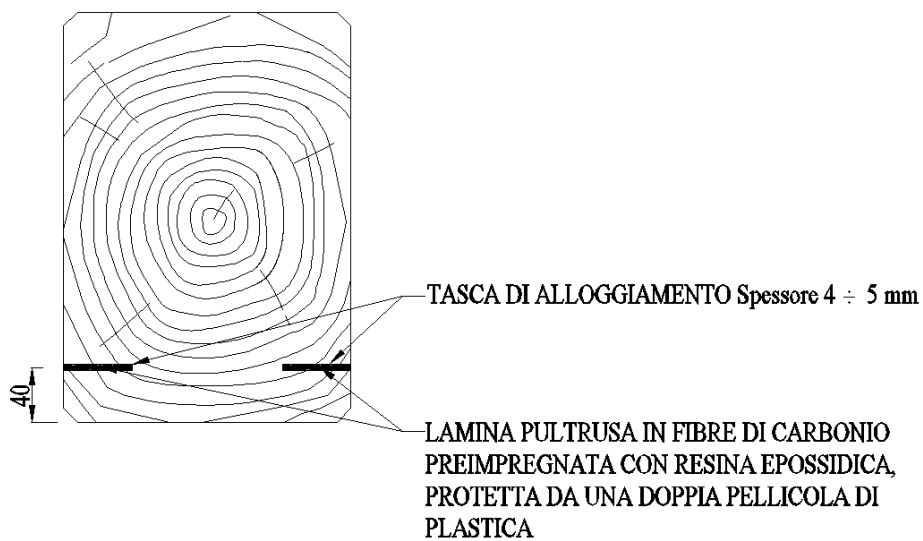 TASCA DI ALLOGGIAMENTO Spessore 4 ÷ 5 mm
40
LAMINA PULTRUSA IN FIBRE DI CARBONIO
PREIMPREGNATA CON RESINA EPOSSIDICA,
PROTETTA DA UNA DOPPIA PELLICOLA DI
PLASTICA